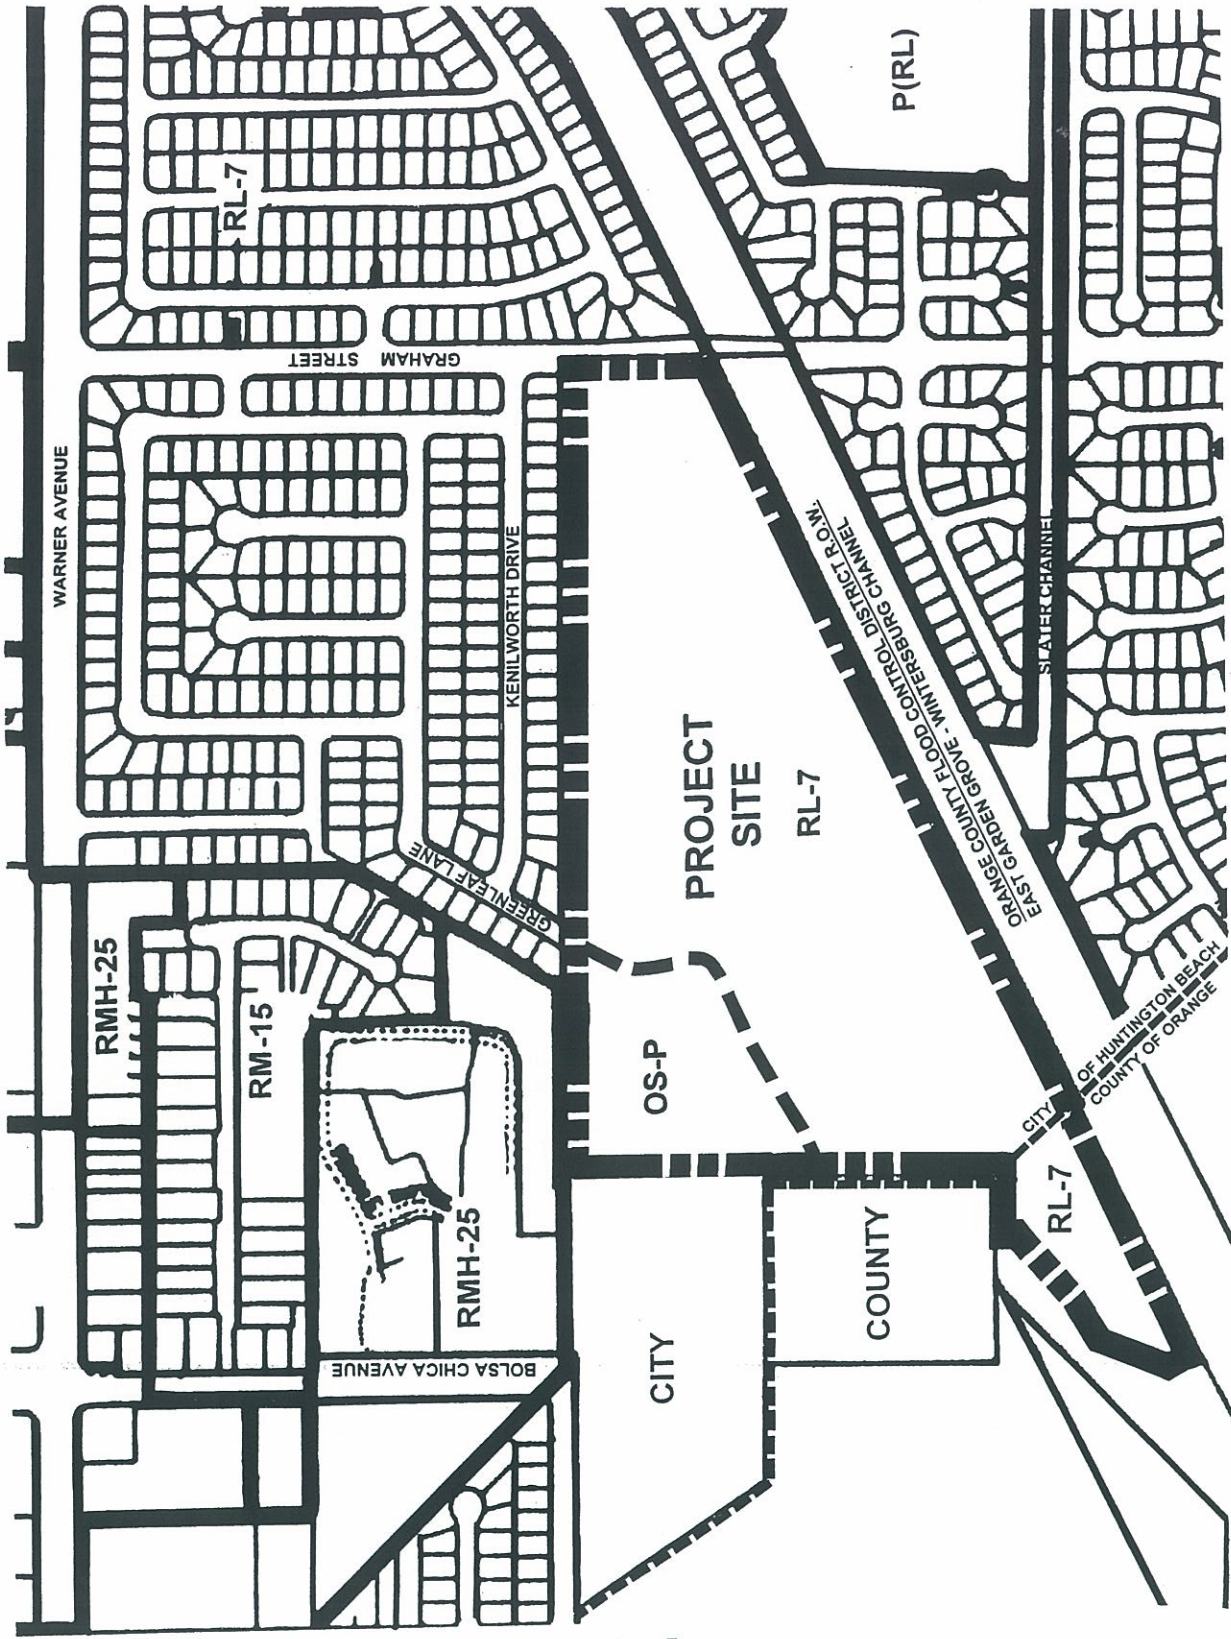 WARNER AVENUE
RL-7
GRAHAM STREET
KENILWORTH DRIVE
GREENLEAF LANE
RMH-25
RM-15
RMH-25
BOLSA CHICA AVENUE
P(RL)
PROJECT
SITE
RL-7
ORANGE COUNTY FLOOD CONTROL DISTRICT R.O.W.
EAST GARDEN GROVE - WINTERSBURG CHANNEL
SLATER CHANNEL
OS-P
CITY OF HUNTINGTON BEACH
COUNTY OF ORANGE
RL-7
COUNTY
CITY